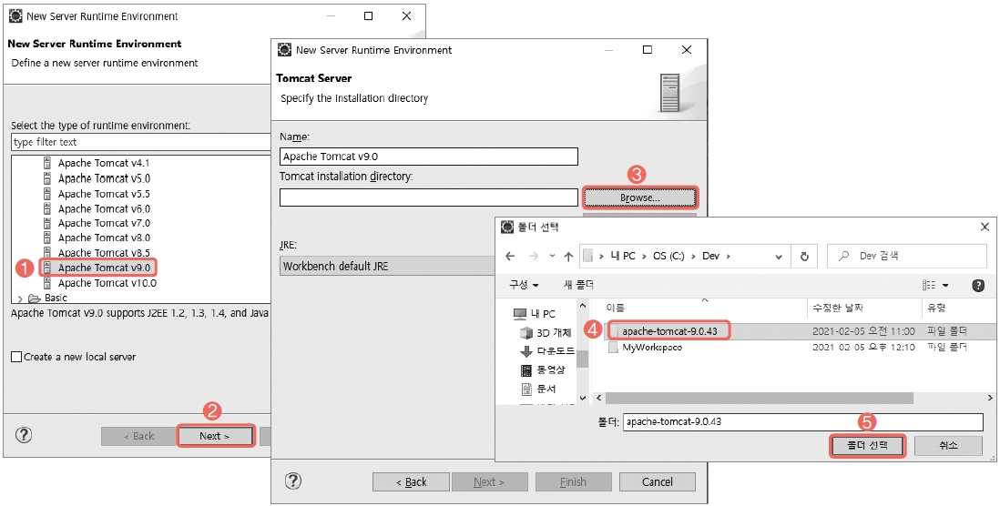 New Server Runtime Environment
New Server Runtime Environment
Define a new server runtime environment
Select the type of runtime environment:
type filter text
Apache Tomcat v4.1
Apache Tomcat v5.0
Apache Tomcat v5.5
Apache Tomcat v6.0
Apache Tomcat v7.0
Apache Tomcat v8.0
Apache Tomcat v8.5
1 Apache Tomcat v9.0
Apache Tomcat v10.0
Basic
Apache Tomcat v9.0 supports J2EE 1.2, 1.3, 1.4, and Java
Create a new local server
2
? < Back Next >
New Server Runtime Environment
Tomcat Server
Specify the installation directory
Name:
Apache Tomcat v9.0
Tomcat installation directory:
3
Browse...
JRE:
Workbench default JRE
? < Back Next > Finish Cancel
폴더 선택
내 PC > OS (C:) > Dev > Dev 검색
구성 새 폴더 ?
이름 수정한 날짜 유형
내 PC
3D 개체
다운로드
동영상
문서
4 apache-tomcat-9.0.43 2021-02-05 오전 11:00 파일 폴더
MyWorkspace 2021-02-05 오후 12:10 파일 폴더
폴더: apache-tomcat-9.0.43
5
폴더 선택 취소